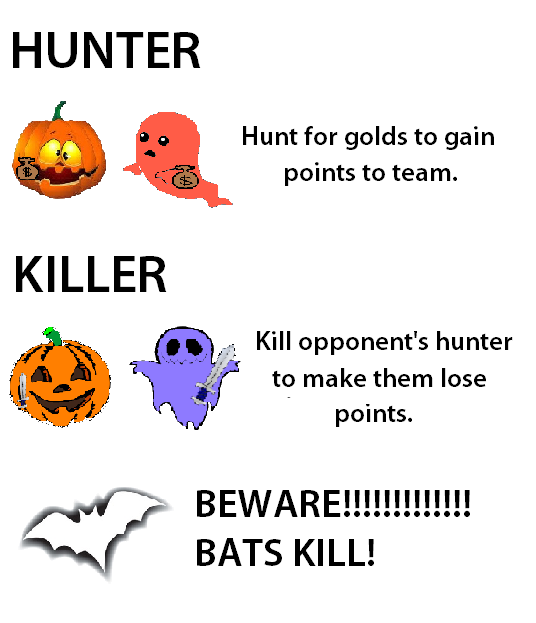 HUNTER
$ $
Hunt for golds to gain
points to team.
KILLER
Kill opponent's hunter
to make them lose
points.
BEWARE!!!!!!!!!!!!!
BATS KILL!